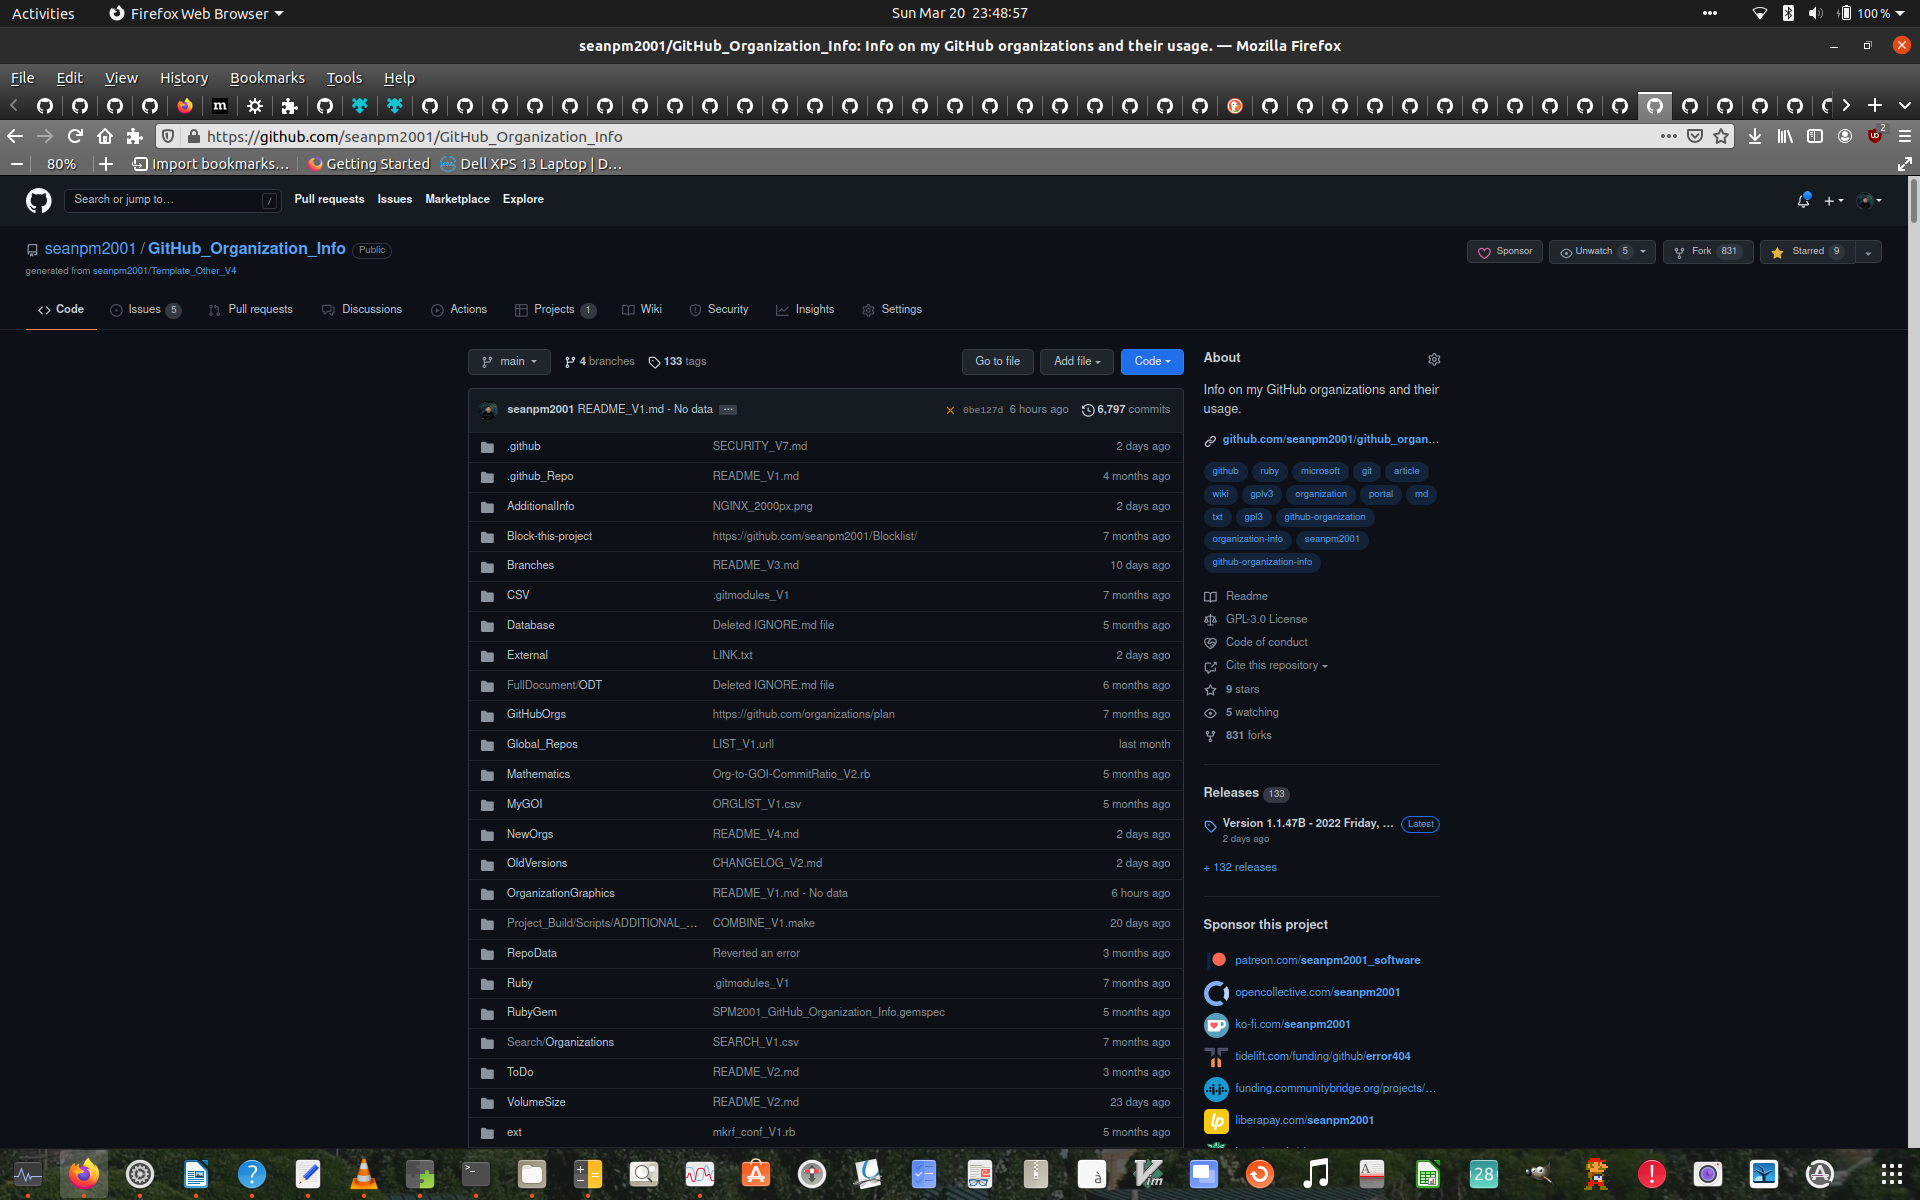 Activities Firefox Web Browser Sun Mar 20 23:48:57 100 %
seanpm2001/GitHub_Organization_Info: Info on my GitHub organizations and their usage. — Mozilla Firefox
File Edit View History Bookmarks Tools Help
https://github.com/seanpm2001/GitHub_Organization_Info 2
80% Import bookmarks… Getting Started Dell XPS 13 Laptop | D…
Search or jump to… / Pull requests Issues Marketplace Explore
seanpm2001 / GitHub_Organization_Info Public Sponsor Unwatch 5 Fork 831 Starred 9
generated from seanpm2001/Template_Other_V4
Code Issues 5 Pull requests Discussions Actions Projects 1 Wiki Security Insights Settings
main 4 branches 133 tags Go to file Add file Code
seanpm2001 README_V1.md - No data 0be127d 6 hours ago 6,797 commits
.github SECURITY_V7.md 2 days ago
.github_Repo README_V1.md 4 months ago
AdditionalInfo NGINX_2000px.png 2 days ago
Block-this-project https://github.com/seanpm2001/Blocklist/ 7 months ago
Branches README_V3.md 10 days ago
CSV .gitmodules_V1 7 months ago
Database Deleted IGNORE.md file 5 months ago
External LINK.txt 2 days ago
FullDocument/ODT Deleted IGNORE.md file 6 months ago
GitHubOrgs https://github.com/organizations/plan 7 months ago
Global_Repos LIST_V1.urll last month
Mathematics Org-to-GOI-CommitRatio_V2.rb 5 months ago
MyGOI ORGLIST_V1.csv 5 months ago
NewOrgs README_V4.md 2 days ago
OldVersions CHANGELOG_V2.md 2 days ago
OrganizationGraphics README_V1.md - No data 6 hours ago
Project_Build/Scripts/ADDITIONAL_… COMBINE_V1.make 20 days ago
RepoData Reverted an error 3 months ago
Ruby .gitmodules_V1 7 months ago
RubyGem SPM2001_GitHub_Organization_Info.gemspec 5 months ago
Search/Organizations SEARCH_V1.csv 7 months ago
ToDo README_V2.md 3 months ago
VolumeSize README_V2.md 23 days ago
ext mkrf_conf_V1.rb 5 months ago
About
Info on my GitHub organizations and their
usage.
github.com/seanpm2001/github_organ…
github ruby microsoft git article
wiki gplv3 organization portal md
txt gpl3 github-organization
organization-info seanpm2001
github-organization-info
Readme
GPL-3.0 License
Code of conduct
Cite this repository
9 stars
5 watching
831 forks
Releases 133
Version 1.1.47B - 2022 Friday, … Latest
2 days ago
+ 132 releases
Sponsor this project
patreon.com/seanpm2001_software
opencollective.com/seanpm2001
ko-fi.com/seanpm2001
tidelift.com/funding/github/error404
funding.communitybridge.org/projects/…
lp liberapay.com/seanpm2001
28